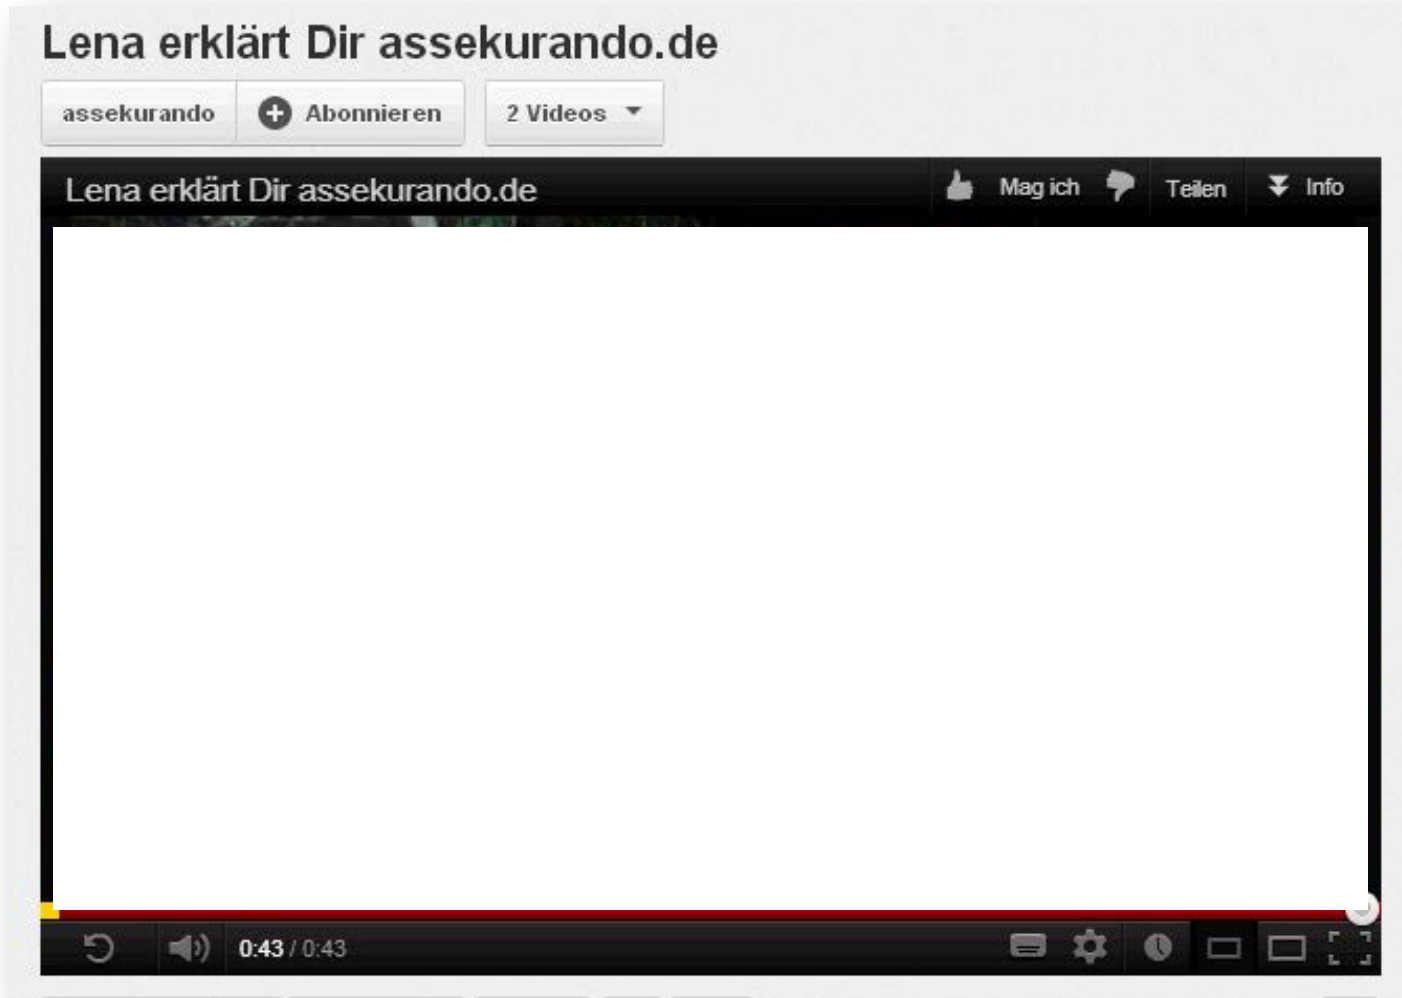 Lena erklärt Dir assekurando.de
assekurando Abonnieren 2 Videos
Lena erklärt Dir assekurando.de Mag ich Teilen Info
0:43 / 0:43